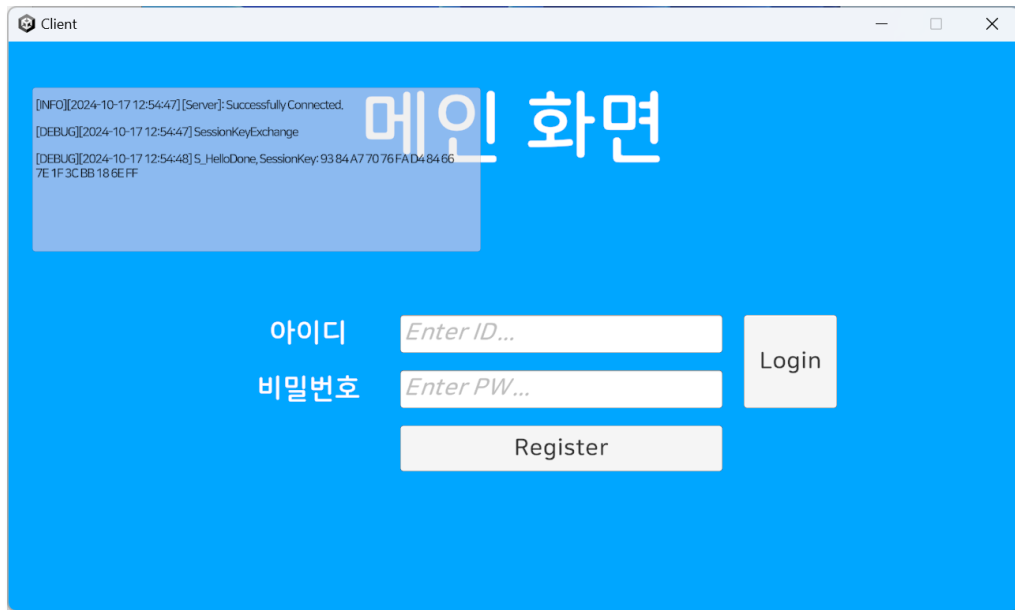 Client
[INFO][2024-10-17 12:54:47] [Server]: Successfully Connected.
[DEBUG][2024-10-17 12:54:47] SessionKeyExchange
[DEBUG][2024-10-17 12:54:48] S_HelloDone, SessionKey: 93 84 A7 70 76 FA D4 84 66
7E 1F 3C BB 18 6E FF
메인 화면
아이디
Enter ID...
비밀번호
Enter PW...
Login
Register